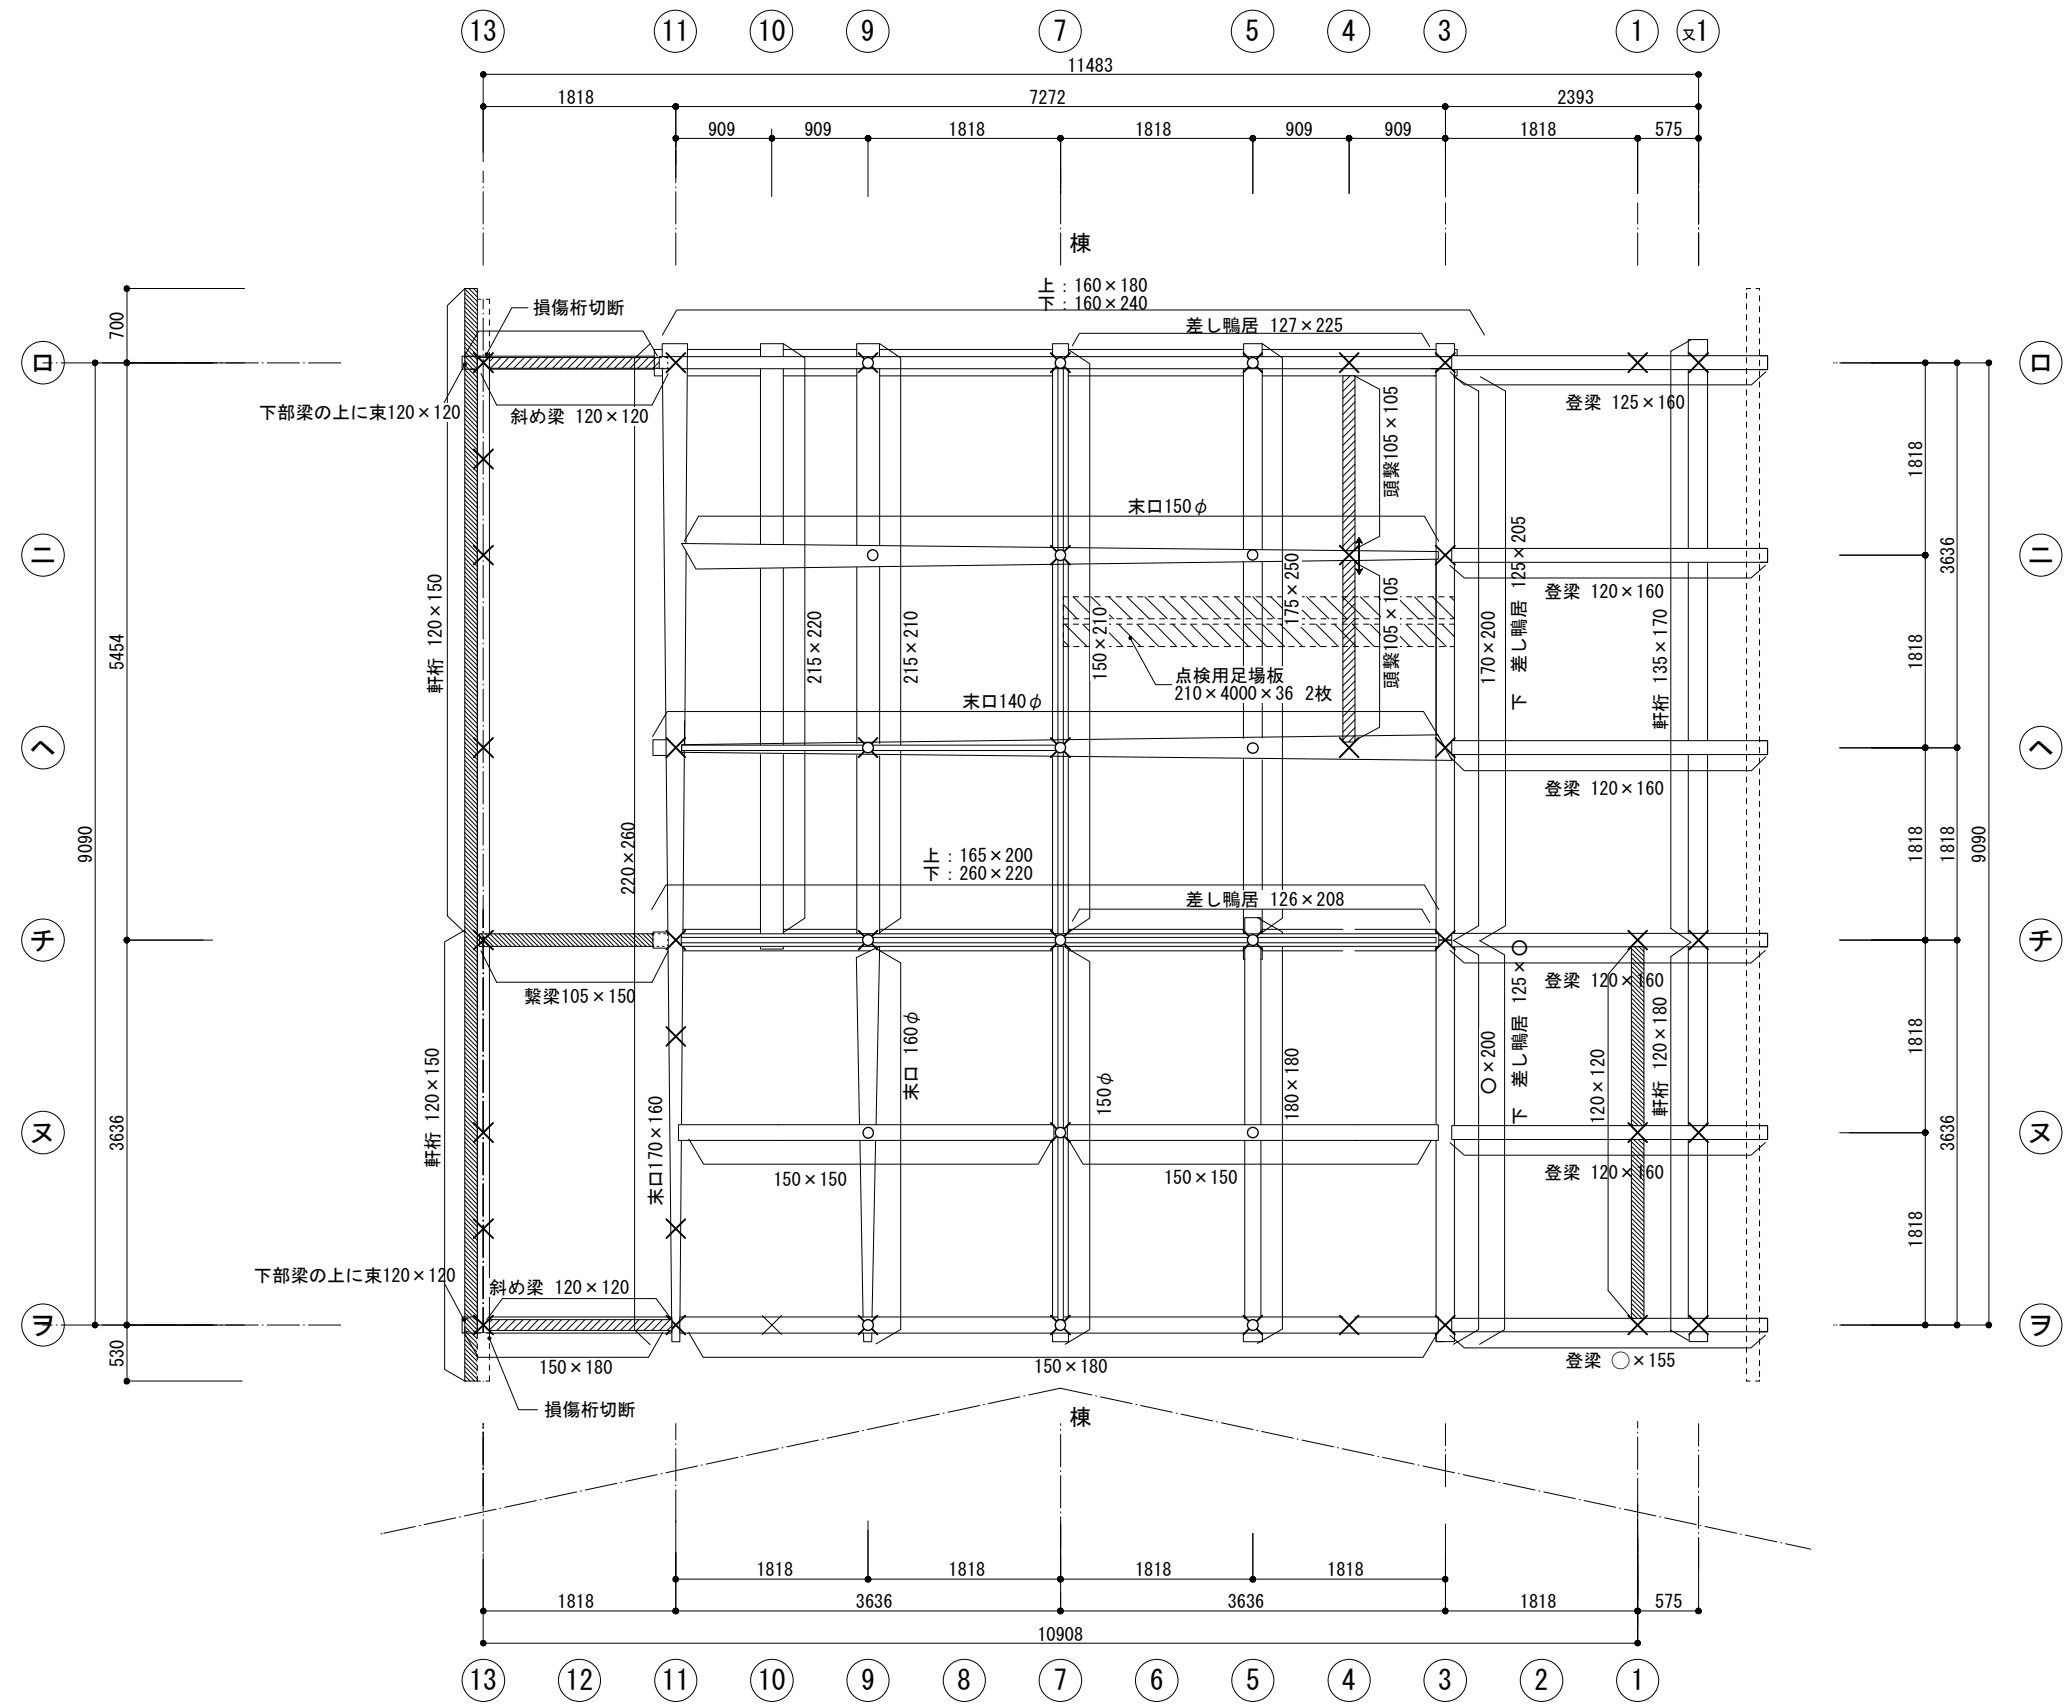 13 11 10 9 7 5 4 3 1 又1
11483
1818 7272 2393
909 909 1818 1818 909 909 1818 575
棟
上：160×180
下：160×240
差し鴨居 127×225
損傷桁切断
700
ロ
ロ
下部梁の上に束120×120
斜め梁 120×120
登梁 125×160
頭繋105×105
1818
末口150φ
ニ
ニ
軒桁 120×150
登梁 120×160
175×250
下 差し鴨居 125×205
3636
5454
215×220
215×210
150×210
頭繋105×105
170×200
軒桁 135×170
1818
点検用足場板
210×4000×36 2枚
末口140φ
ヘ
ヘ
登梁 120×160
9090
220×260
上：165×200
下：260×220
差し鴨居 126×208
1818
1818
9090
チ
チ
繋梁105×150
登梁 120×160
軒桁 120×150
末口170×160
末口 160φ
150φ
180×180
〇×200
下 差し鴨居 125×〇
120×120
軒桁 120×180
1818
3636
ヌ
ヌ
150×150
150×150
登梁 120×160
3636
1818
下部梁の上に束120×120
斜め梁 120×120
ヲ
ヲ
530
150×180
150×180
登梁 〇×155
損傷桁切断
棟
1818 1818 1818 1818
1818 3636 3636 1818 575
10908
13 12 11 10 9 8 7 6 5 4 3 2 1